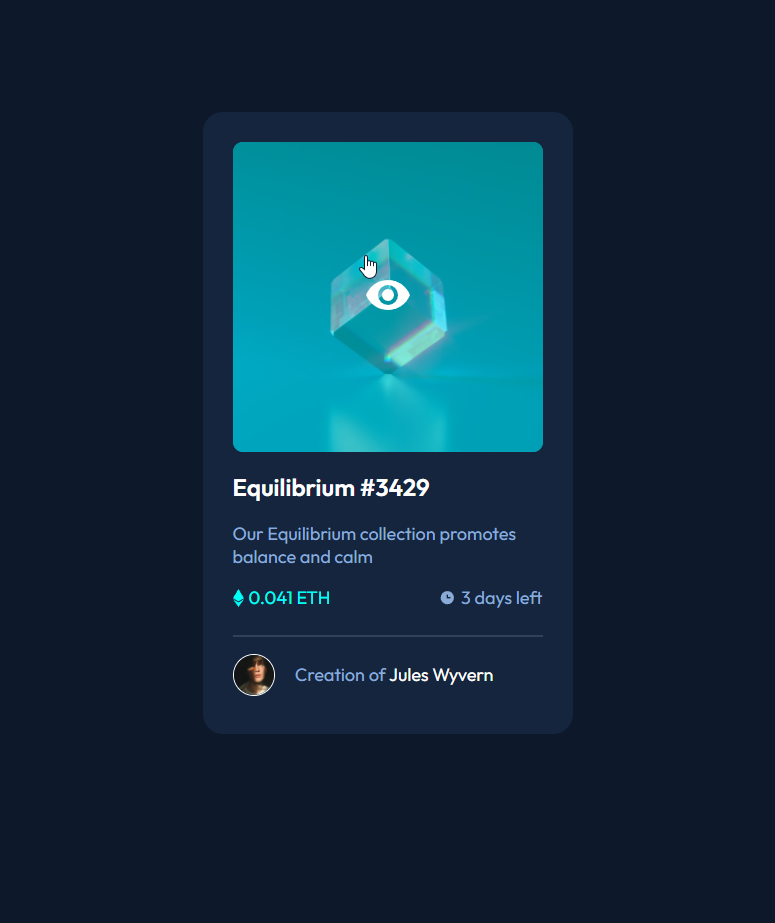 Equilibrium #3429
Our Equilibrium collection promotes
balance and calm
0.041 ETH
3 days left
Creation of Jules Wyvern